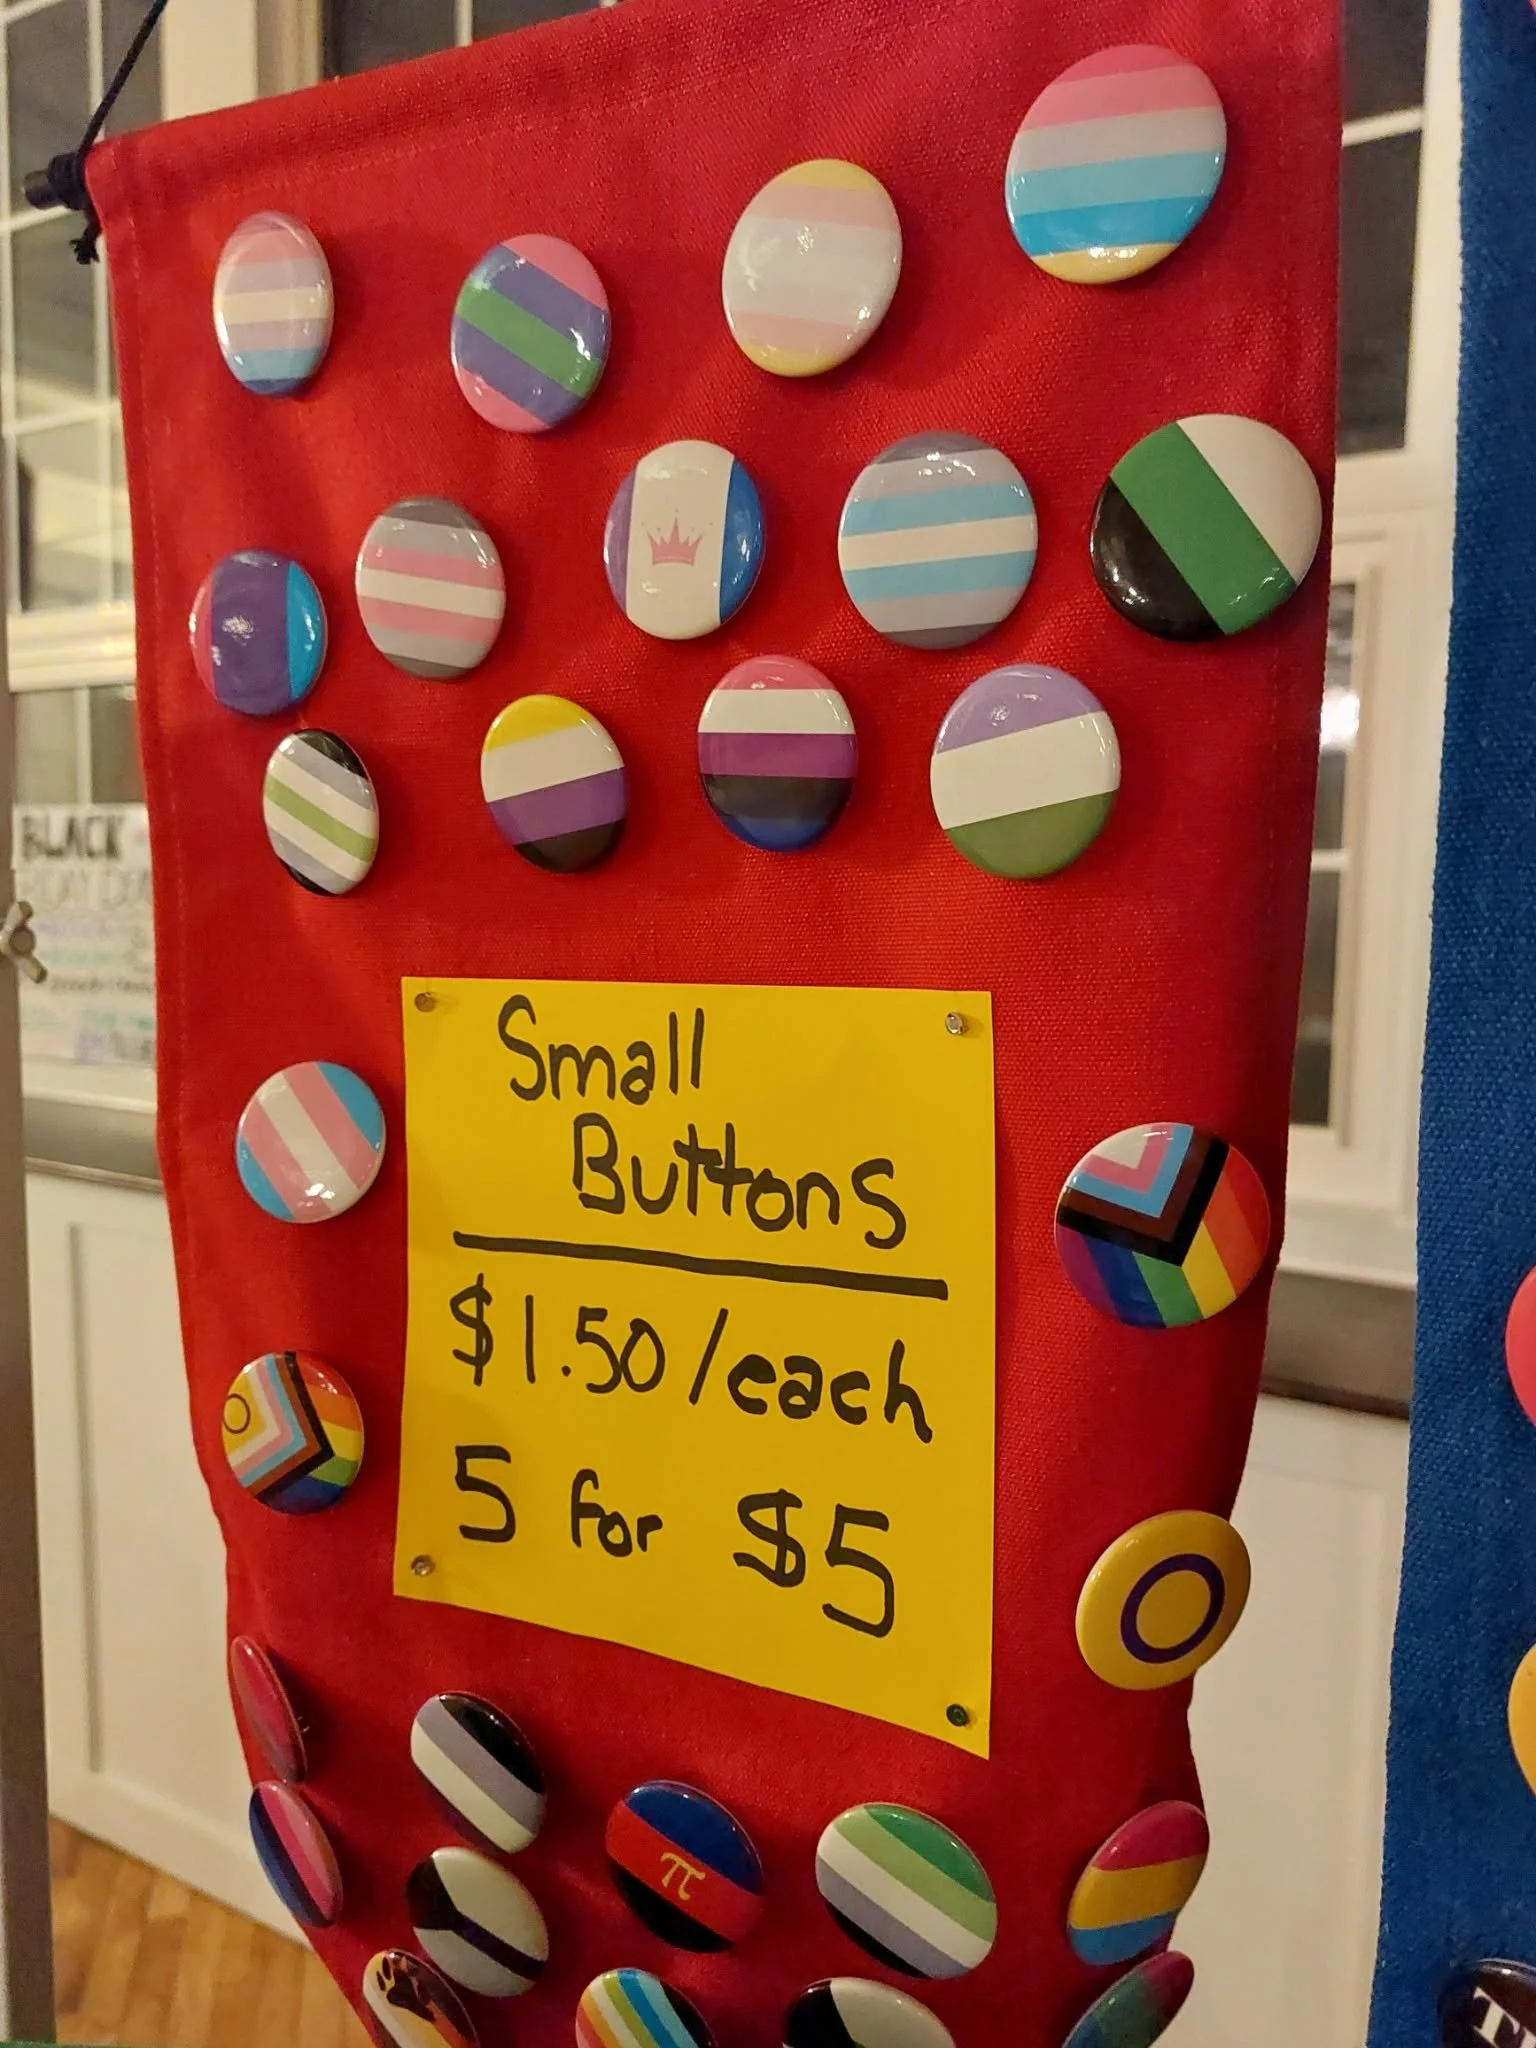 Small
Buttons
$1.50/each
5 for $5
π
BLACK